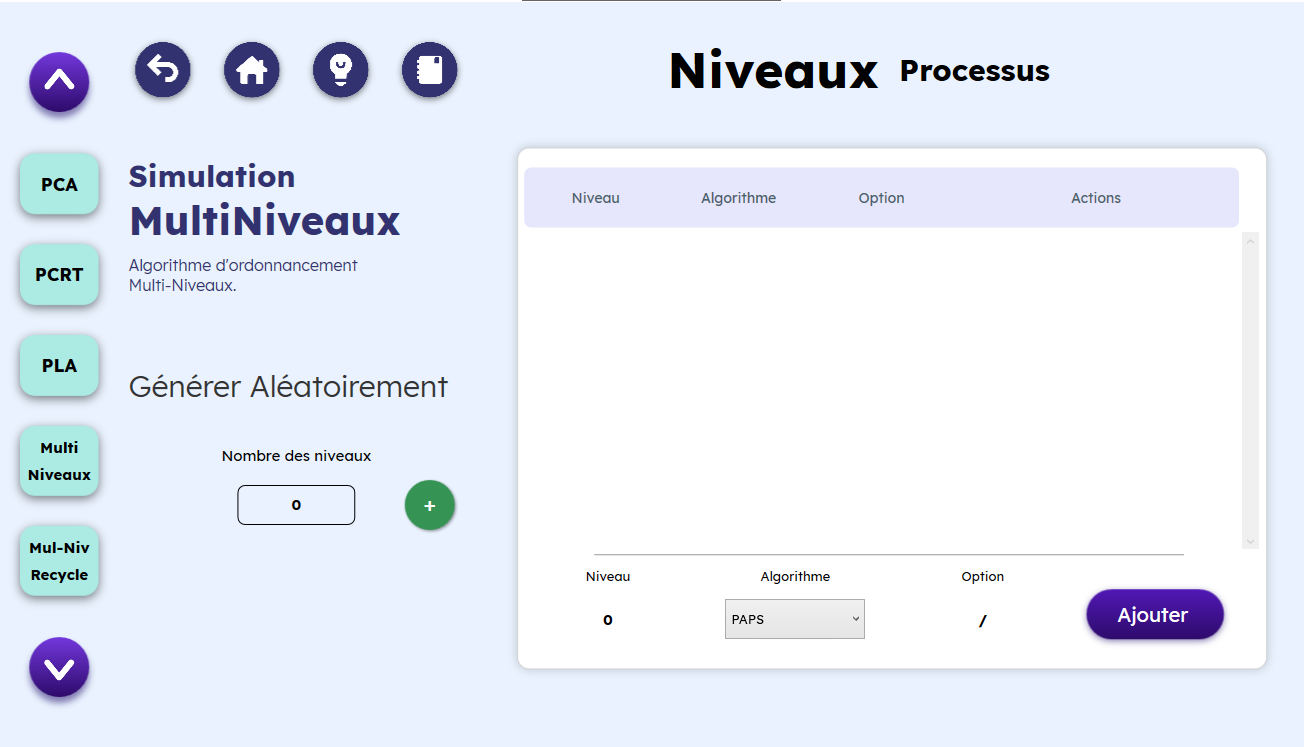 Niveaux Processus
PCA
PCRT
PLA
Multi
Niveaux
Mul-Niv
Recycle
Simulation
MultiNiveaux
Algorithme d'ordonnancement
Multi-Niveaux.
Générer Aléatoirement
Nombre des niveaux
0
+
Niveau Algorithme Option Actions
Niveau Algorithme Option
0 PAPS / Ajouter